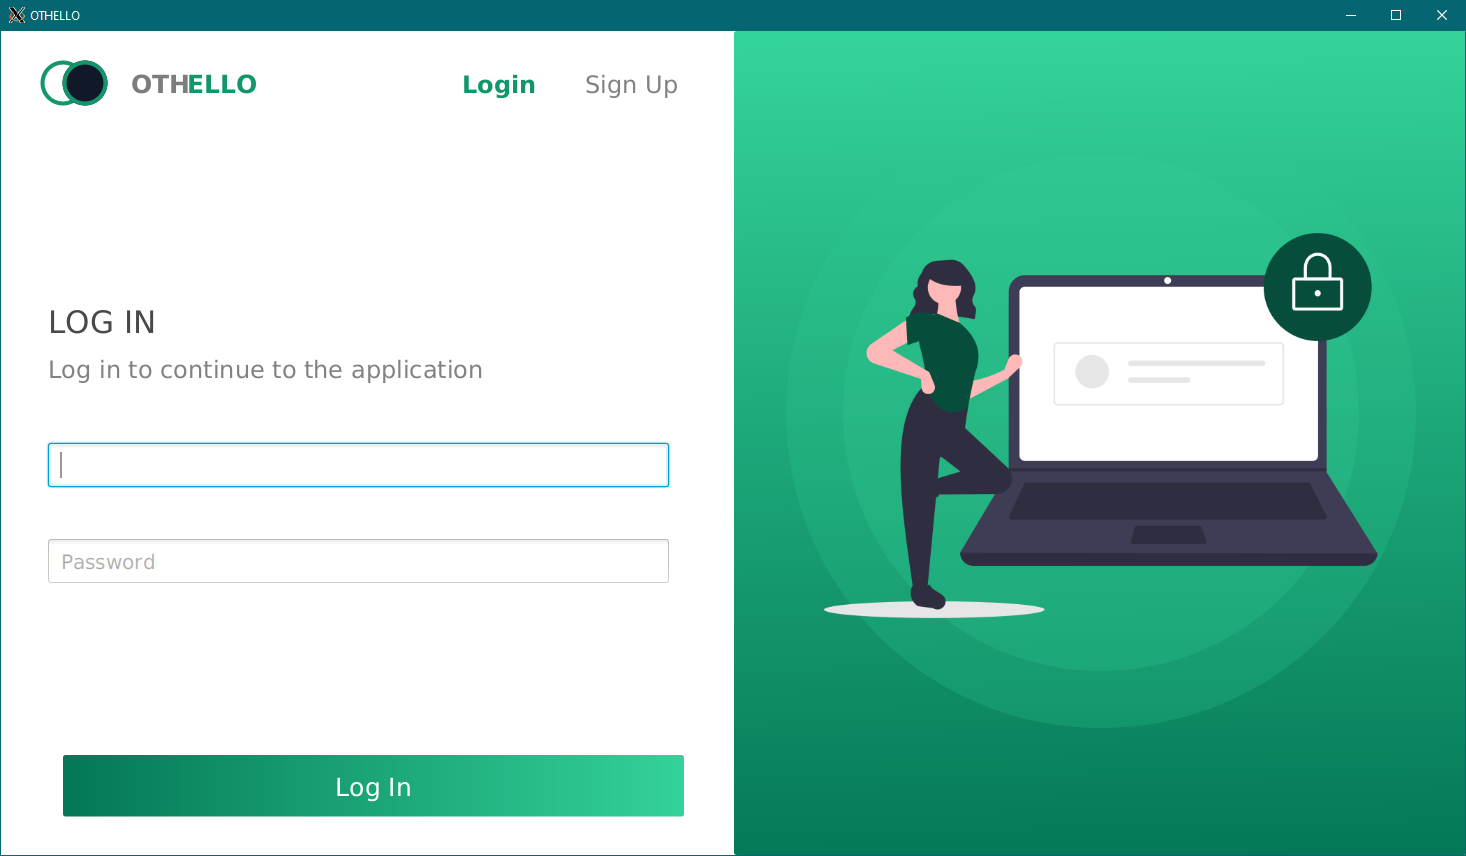 OTHELLO
OTHELLO Login Sign Up
LOG IN
Log in to continue to the application
Password
Log In